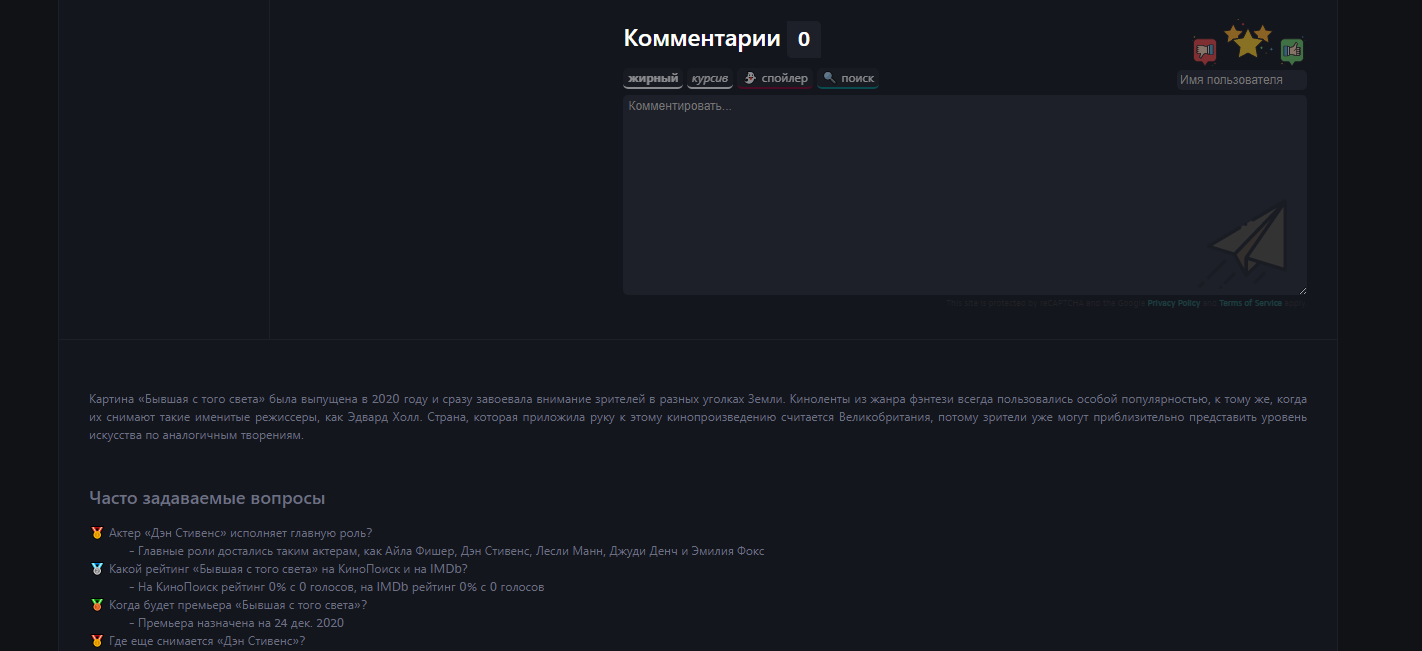 Комментарии 0
жирный курсив спойлер поиск
Имя пользователя
Комментировать...
This site is protected by reCAPTCHA and the Google Privacy Policy and Terms of Service apply.
Картина «Бывшая с того света» была выпущена в 2020 году и сразу завоевала внимание зрителей в разных уголках Земли. Киноленты из жанра фэнтези всегда пользовались особой популярностью, к тому же, когда
их снимают такие именитые режиссеры, как Эдвард Холл. Страна, которая приложила руку к этому кинопроизведению считается Великобритания, потому зрители уже могут приблизительно представить уровень
искусства по аналогичным творениям.
Часто задаваемые вопросы
Актер «Дэн Стивенс» исполняет главную роль?
- Главные роли достались таким актерам, как Айла Фишер, Дэн Стивенс, Лесли Манн, Джуди Денч и Эмилия Фокс
Какой рейтинг «Бывшая с того света» на КиноПоиск и на IMDb?
- На КиноПоиск рейтинг 0% с 0 голосов, на IMDb рейтинг 0% с 0 голосов
Когда будет премьера «Бывшая с того света»?
- Премьера назначена на 24 дек. 2020
Где еще снимается «Дэн Стивенс»?